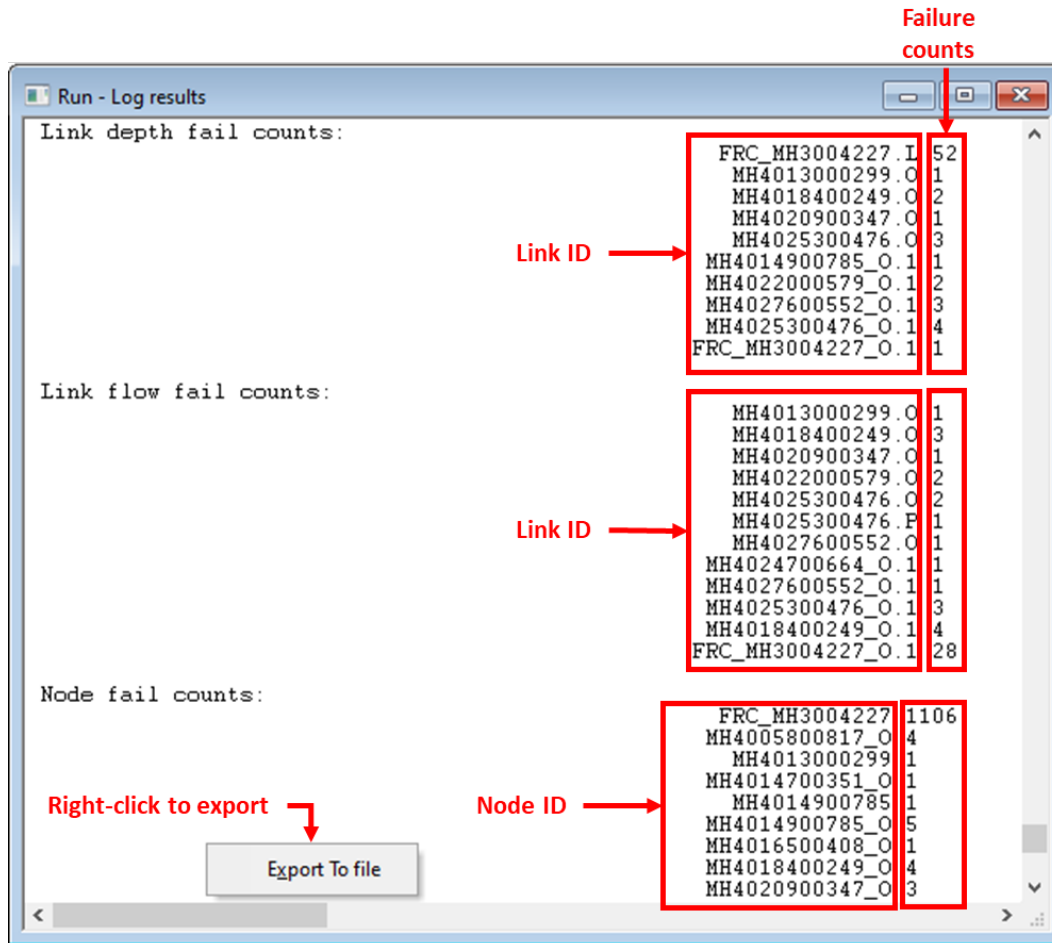 Failure
counts
Run - Log results
Link depth fail counts:
FRC_MH3004227.L 52
MH4013000299.O 1
MH4018400249.O 2
MH4020900347.O 1
MH4025300476.O 3
Link ID
MH4014900785_O.1 1
MH4022000579_O.1 2
MH4027600552_O.1 3
MH4025300476_O.1 4
FRC_MH3004227_O.1 1
Link flow fail counts:
MH4013000299.O 1
MH4018400249.O 3
MH4020900347.O 1
MH4022000579.O 2
MH4025300476.O 2
MH4025300476.P 1
Link ID
MH4027600552.O 1
MH4024700664_O.1 1
MH4027600552_O.1 1
MH4025300476_O.1 3
MH4018400249_O.1 4
FRC_MH3004227_O.1 28
Node fail counts:
FRC_MH3004227 1106
MH4005800817_O 4
MH4013000299 1
MH4014700351_O 1
Right-click to export
Node ID
MH4014900785 1
MH4014900785_O 5
MH4016500408_O 1
Export To file
MH4018400249_O 4
MH4020900347_O 3